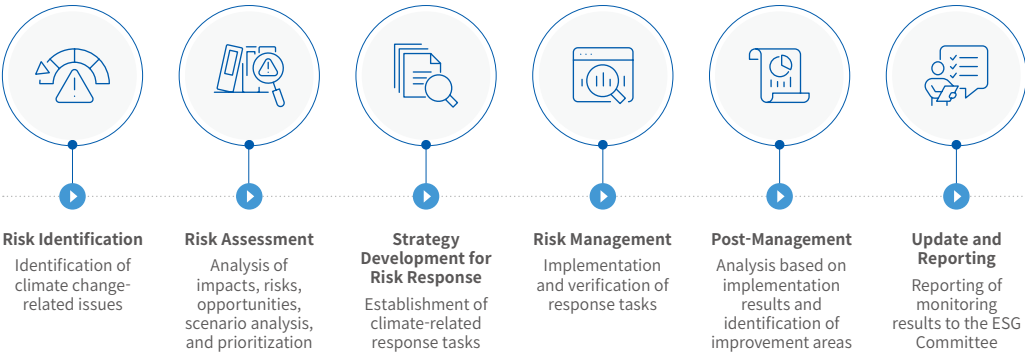 Risk Identification
Identification of
climate change-
related issues
Risk Assessment
Analysis of
impacts, risks,
opportunities,
scenario analysis,
and prioritization
Strategy
Development for
Risk Response
Establishment of
climate-related
response tasks
Risk Management
Implementation
and verification of
response tasks
Post-Management
Analysis based on
implementation
results and
identification of
improvement areas
Update and
Reporting
Reporting of
monitoring
results to the ESG
Committee